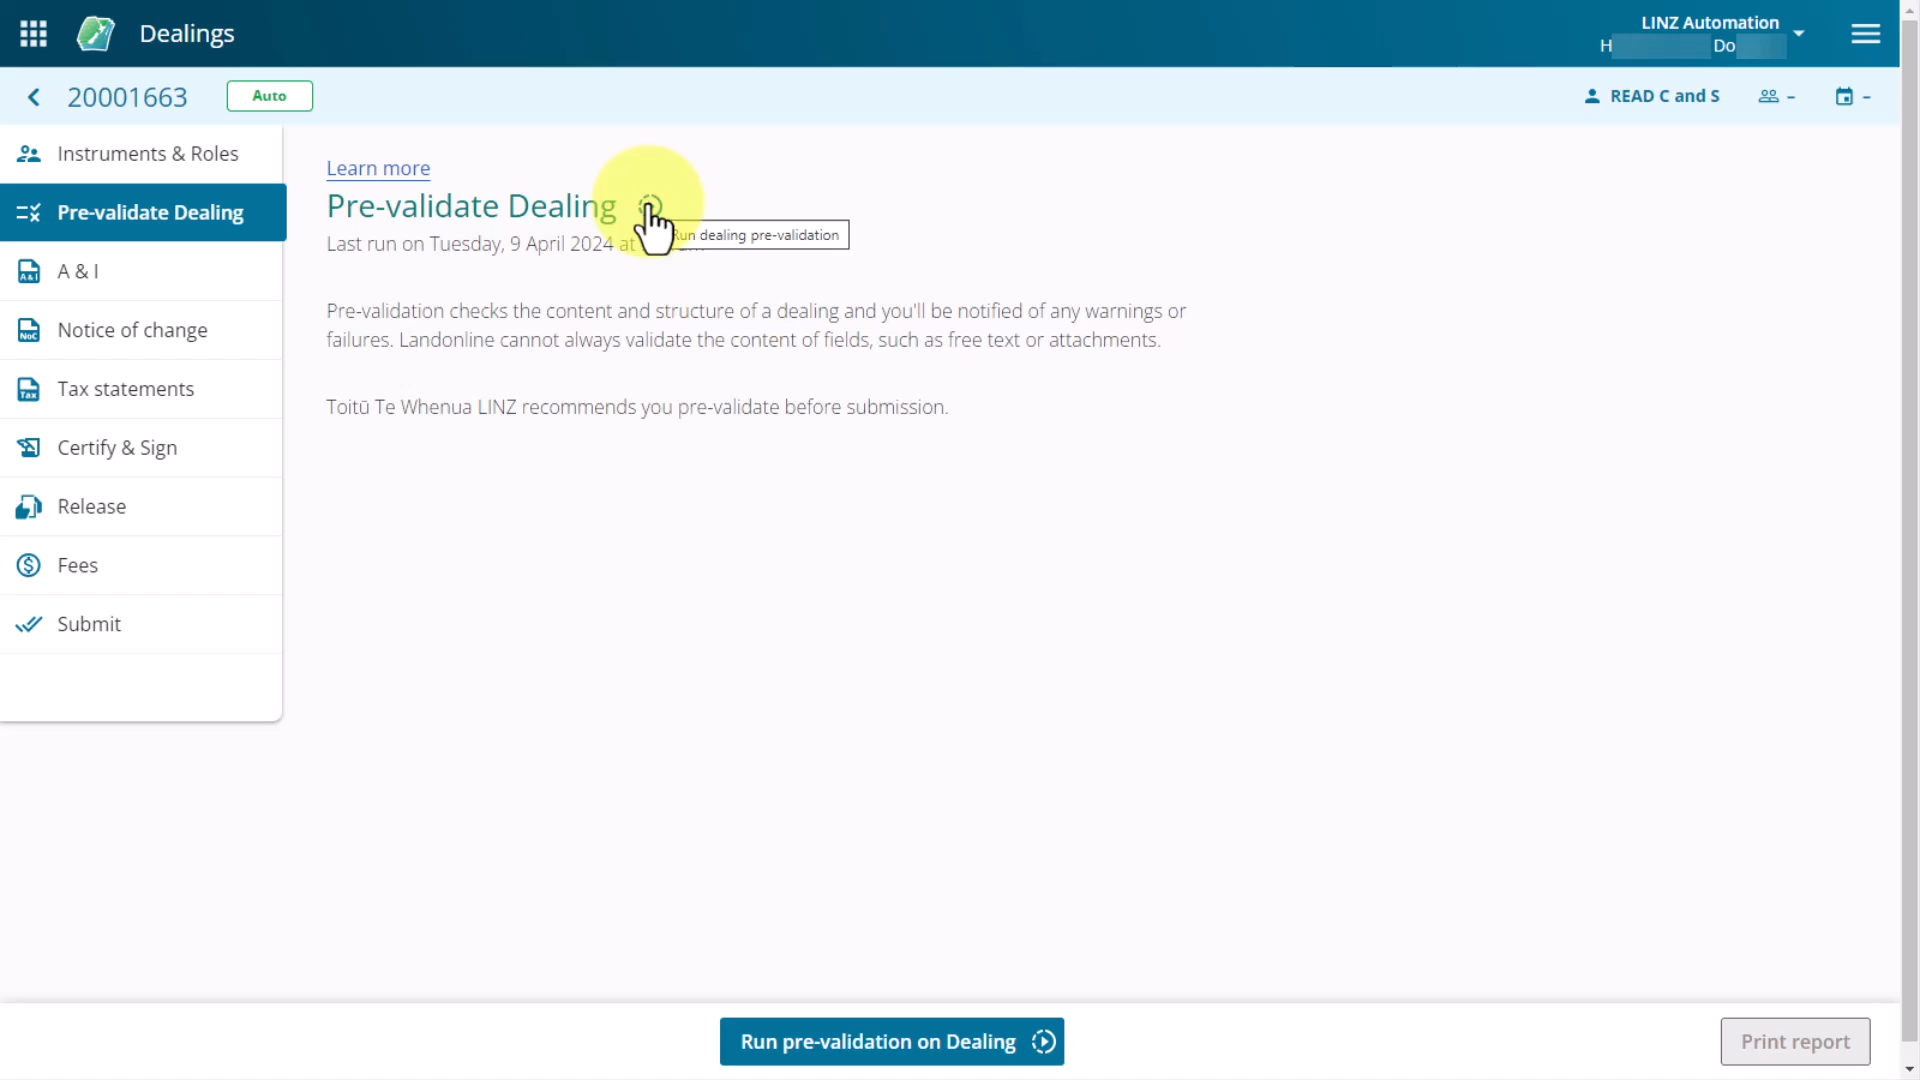 Dealings
LINZ Automation
H Do
20001663
Auto
READ C and S
–
–
Instruments & Roles
Pre-validate Dealing
A & I
Notice of change
Tax statements
Certify & Sign
Release
Fees
Submit
Learn more
Pre-validate Dealing
Run dealing pre-validation
Last run on Tuesday, 9 April 2024 at
Pre-validation checks the content and structure of a dealing and you'll be notified of any warnings or
failures. Landonline cannot always validate the content of fields, such as free text or attachments.
Toitū Te Whenua LINZ recommends you pre-validate before submission.
Run pre-validation on Dealing
Print report